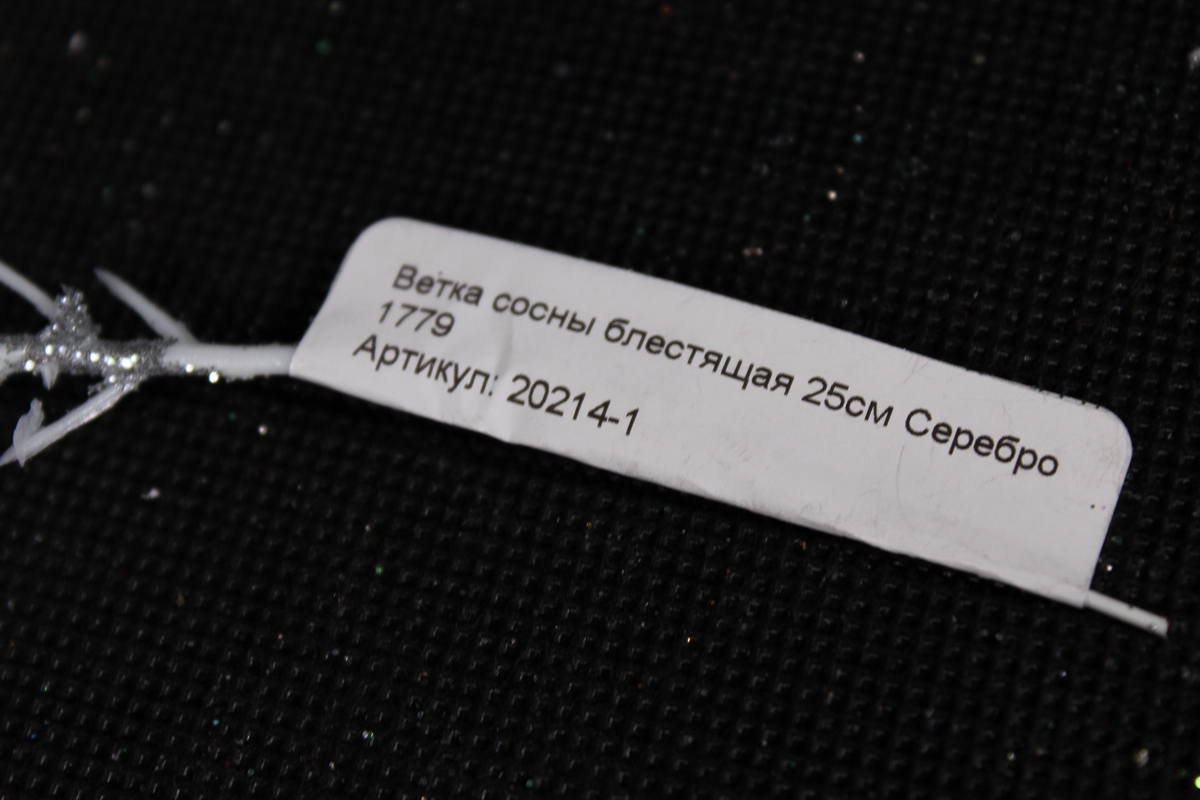 Ветка сосны блестящая 25см Серебро
1779
Артикул: 20214-1